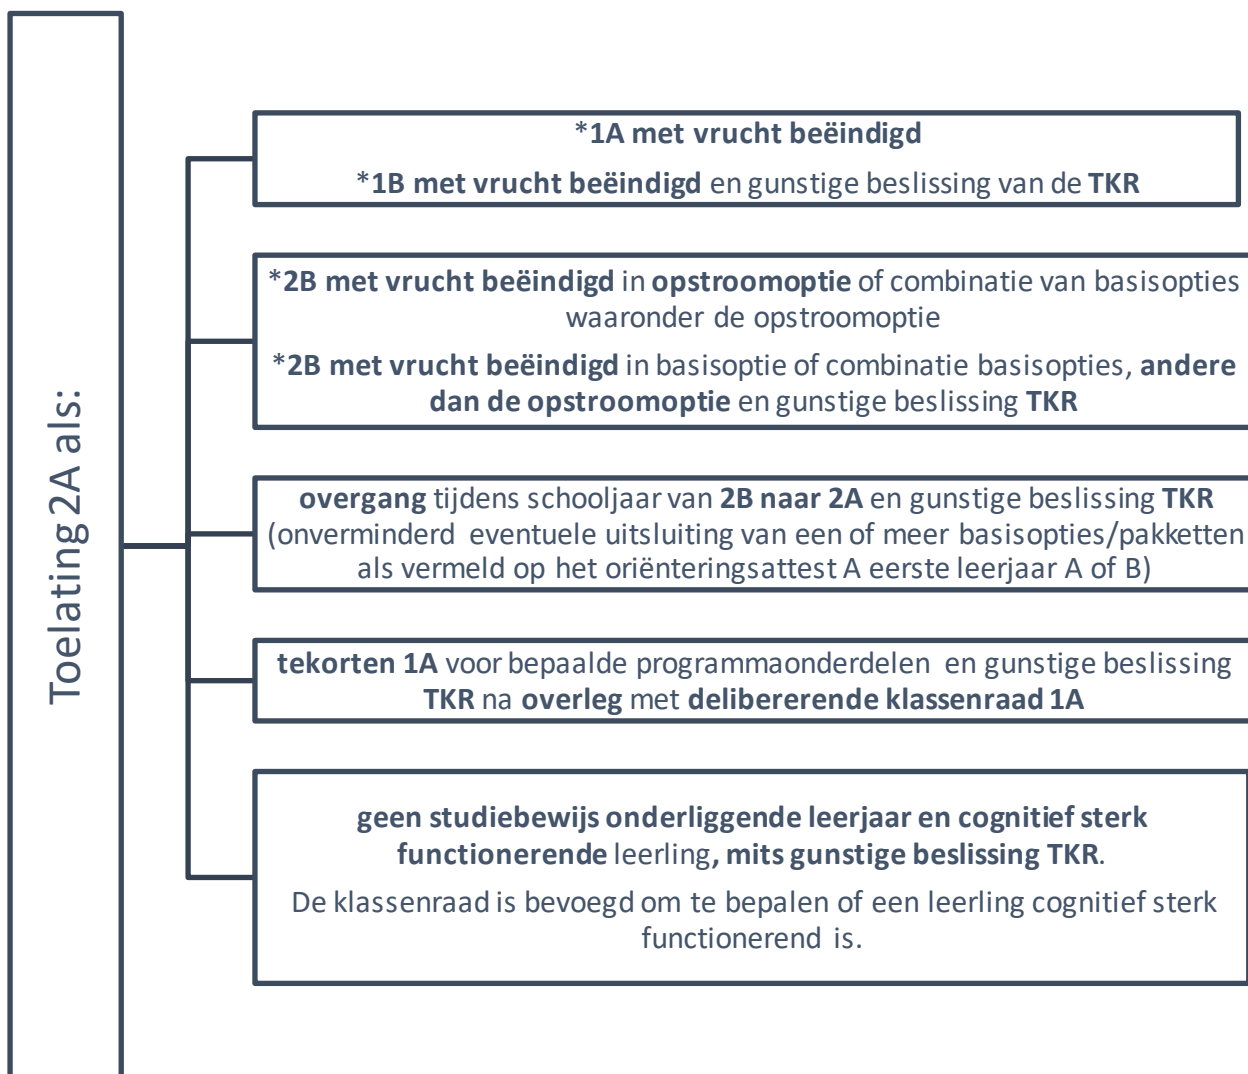 Toelating 2A als:
*1A met vrucht beëindigd
*1B met vrucht beëindigd en gunstige beslissing van de TKR
*2B met vrucht beëindigd in opstroomoptie of combinatie van basisopties
waaronder de opstroomoptie
*2B met vrucht beëindigd in basisoptie of combinatie basisopties, andere
dan de opstroomoptie en gunstige beslissing TKR
overgang tijdens schooljaar van 2B naar 2A en gunstige beslissing TKR
(onverminderd eventuele uitsluiting van een of meer basisopties/pakketten
als vermeld op het oriënteringsattest A eerste leerjaar A of B)
tekorten 1A voor bepaalde programmaonderdelen en gunstige beslissing
TKR na overleg met delibererende klassenraad 1A
geen studiebewijs onderliggende leerjaar en cognitief sterk
functionerende leerling, mits gunstige beslissing TKR.
De klassenraad is bevoegd om te bepalen of een leerling cognitief sterk
functionerend is.